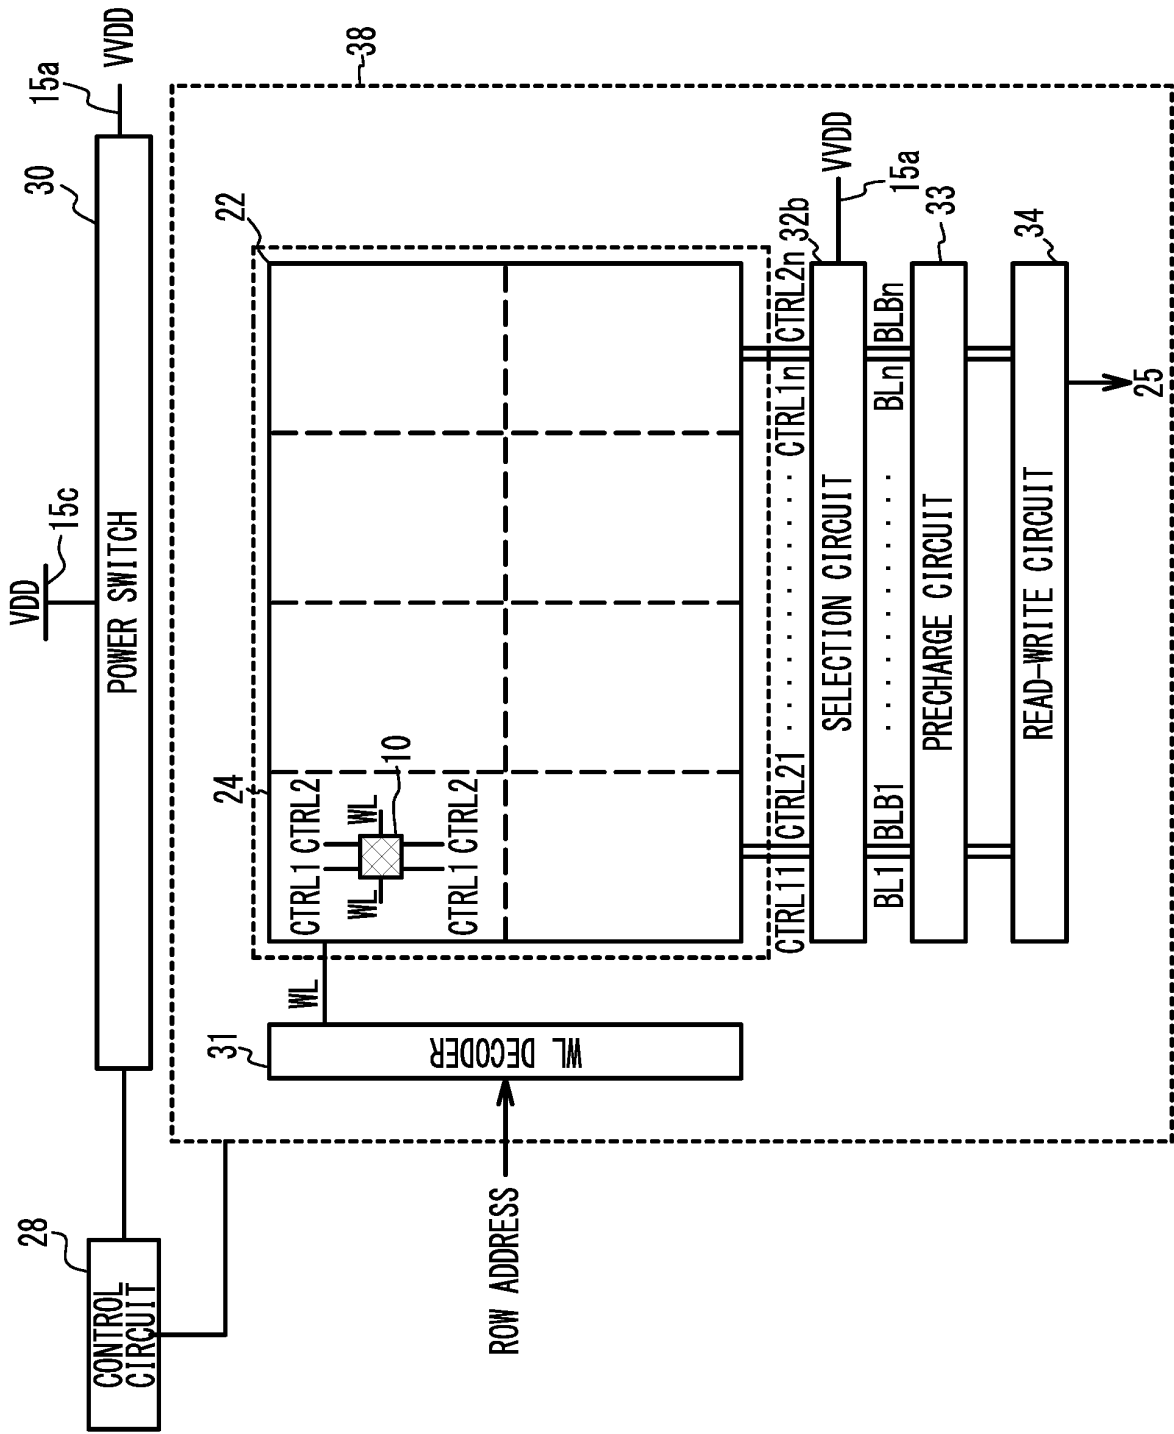 VDD
15c
15a
VVDD
30
POWER SWITCH
28
CONTROL
CIRCUIT
38
22
24
CTRL1 CTRL2
WL
WL
10
CTRL1 CTRL2
WL
31
WL DECODER
ROW ADDRESS
CTRL11 CTRL21 ........... CTRL1n CTRL2n
32b
VVDD
15a
SELECTION CIRCUIT
BL1 BLB1 ........... BLn BLBn
33
PRECHARGE CIRCUIT
34
READ-WRITE CIRCUIT
25